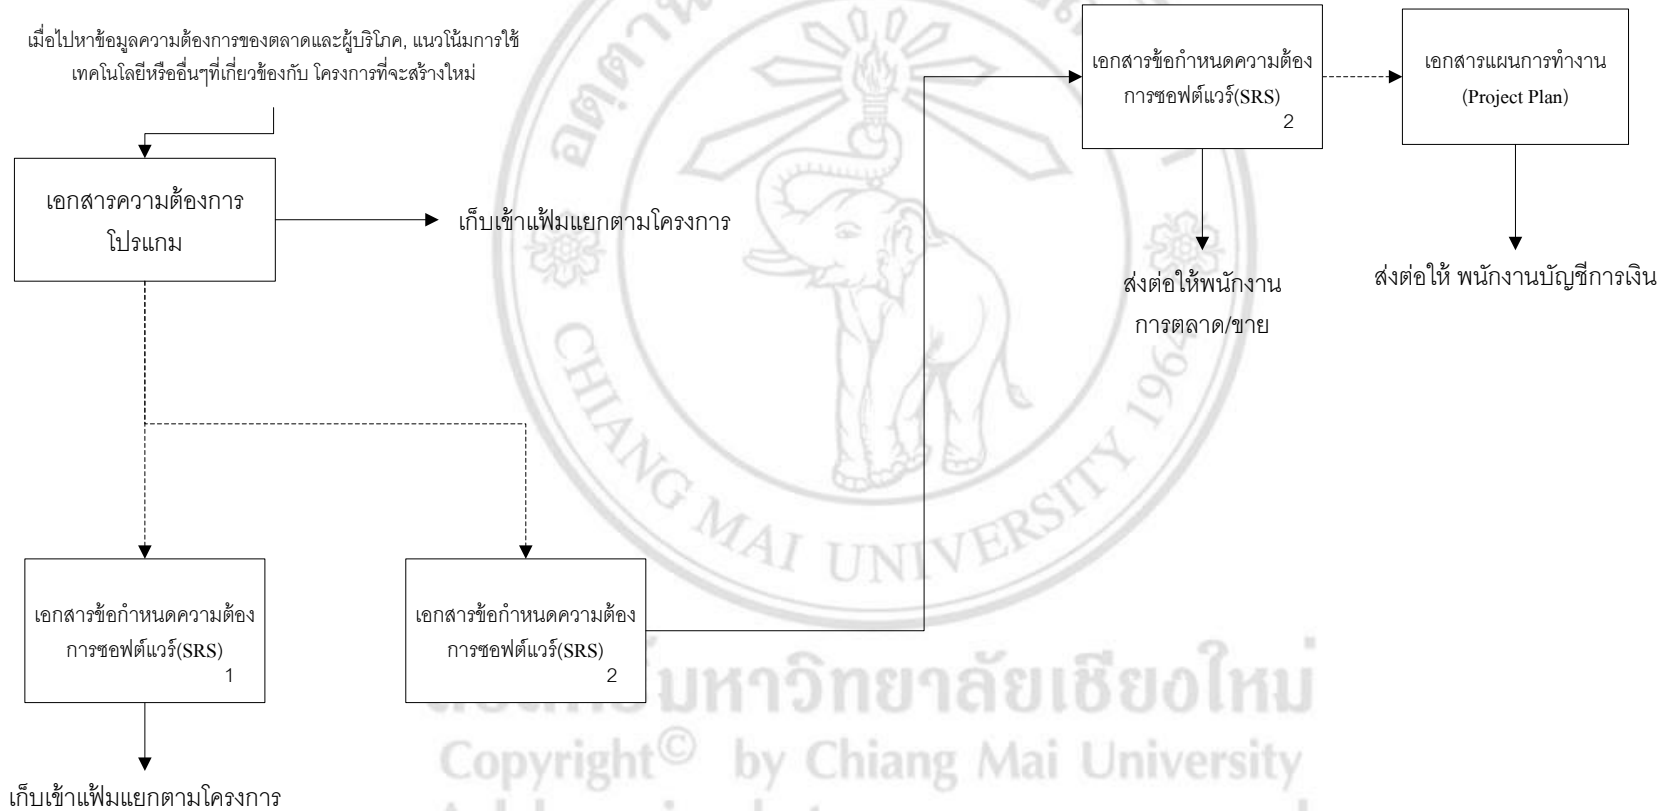 เมื่อไปหาข้อมูลความต้องการของตลาดและผู้บริโภค, แนวโน้มการใช้
เทคโนโลยีหรืออื่นๆที่เกี่ยวข้องกับ โครงการที่จะสร้างใหม่
เอกสารความต้องการ
โปรแกม
เก็บเข้าแฟ้มแยกตามโครงการ
เอกสารข้อกำหนดความต้อง
การซอฟต์แวร์(SRS)
2
เอกสารแผนการทำงาน
(Project Plan)
ส่งต่อให้พนักงาน
การตลาด/ขาย
ส่งต่อให้ พนักงานบัญชีการเงิน
เอกสารข้อกำหนดความต้อง
การซอฟต์แวร์(SRS)
1
เอกสารข้อกำหนดความต้อง
การซอฟต์แวร์(SRS)
2
เก็บเข้าแฟ้มแยกตามโครงการ
CHIANG MAI UNIVERSITY 1964
มหาวิทยาลัยเชียงใหม่
Copyright© by Chiang Mai University